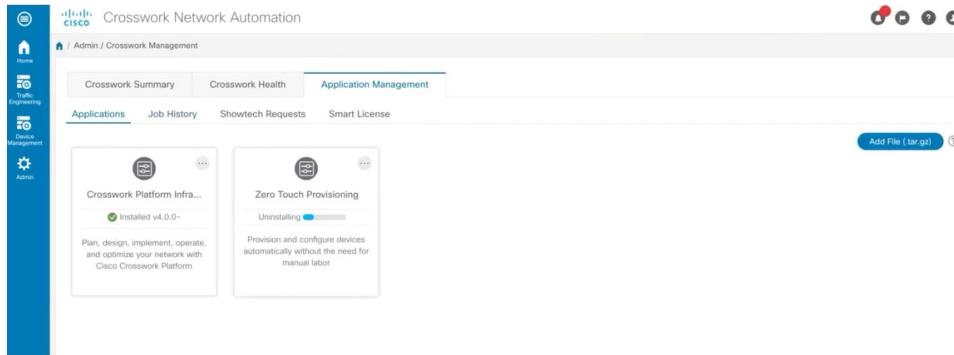 CISCO Crosswork Network Automation
/ Admin / Crosswork Management
Home
Traffic
Engineering
Device
Management
Admin
Crosswork Summary Crosswork Health Application Management
Applications Job History Showtech Requests Smart License
Add File (.tar.gz)
Crosswork Platform Infra...
Installed v4.0.0-
Plan, design, implement, operate,
and optimize your network with
Cisco Crosswork Platform
Zero Touch Provisioning
Uninstalling
Provision and configure devices
automatically without the need for
manual labor